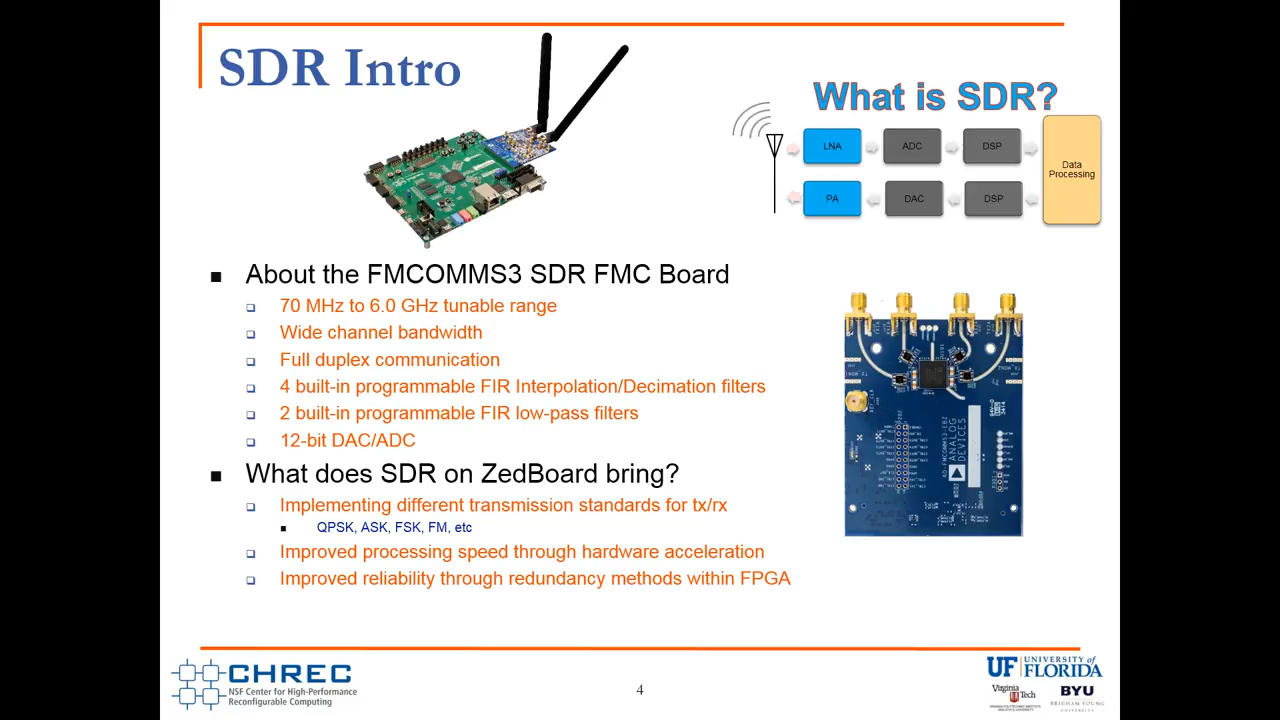 SDR Intro
What is SDR?
LNA
ADC
DSP
Data
Processing
PA
DAC
DSP
■ About the FMCOMMS3 SDR FMC Board
❑ 70 MHz to 6.0 GHz tunable range
❑ Wide channel bandwidth
❑ Full duplex communication
❑ 4 built-in programmable FIR Interpolation/Decimation filters
❑ 2 built-in programmable FIR low-pass filters
❑ 12-bit DAC/ADC
■ What does SDR on ZedBoard bring?
❑ Implementing different transmission standards for tx/rx
■ QPSK, ASK, FSK, FM, etc
❑ Improved processing speed through hardware acceleration
❑ Improved reliability through redundancy methods within FPGA
ANALOG
DEVICES
CHREC
NSF Center for High-Performance
Reconfigurable Computing
4
UF UNIVERSITY of
FLORIDA
Virginia Tech
BYU
BRIGHAM YOUNG
UNIVERSITY